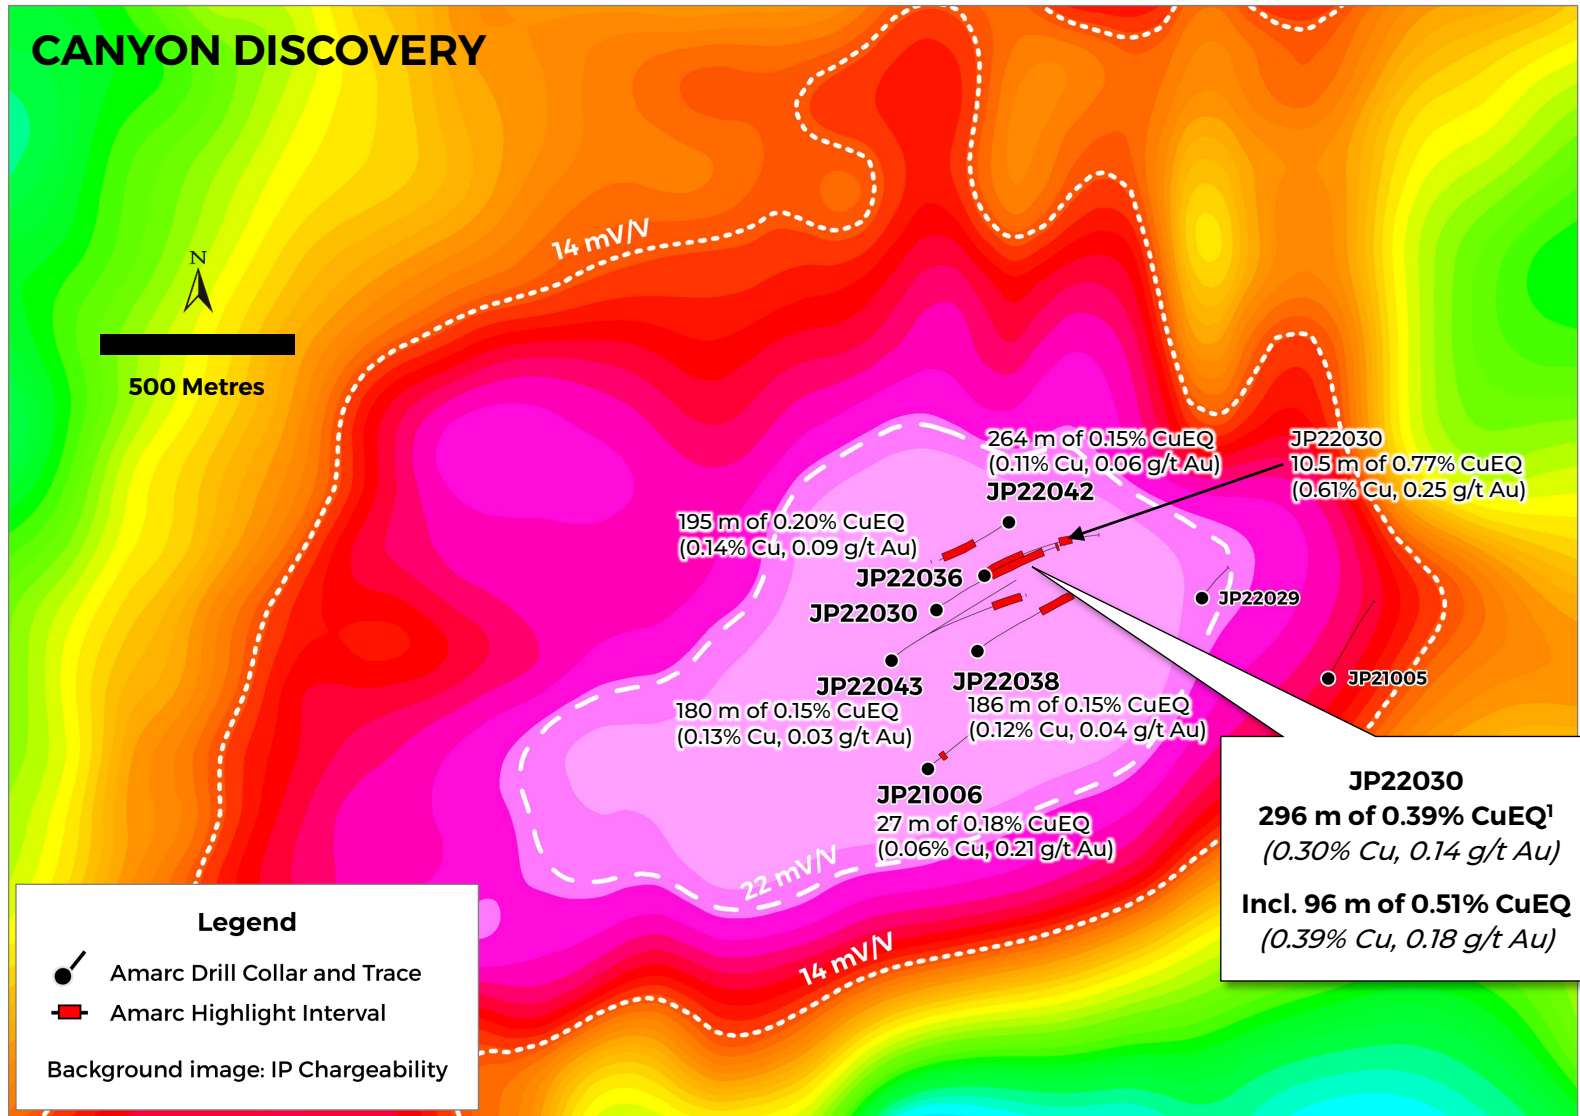 CANYON DISCOVERY
14 mV/V
N
500 Metres
264 m of 0.15% CuEQ
(0.11% Cu, 0.06 g/t Au)
JP22042
JP22030
10.5 m of 0.77% CuEQ
(0.61% Cu, 0.25 g/t Au)
195 m of 0.20% CuEQ
(0.14% Cu, 0.09 g/t Au)
JP22036
JP22030
JP22029
JP22043
180 m of 0.15% CuEQ
(0.13% Cu, 0.03 g/t Au)
JP22038
186 m of 0.15% CuEQ
(0.12% Cu, 0.04 g/t Au)
JP21005
JP21006
27 m of 0.18% CuEQ
(0.06% Cu, 0.21 g/t Au)
22 mV/V
14 mV/V
JP22030
296 m of 0.39% CuEQ¹
(0.30% Cu, 0.14 g/t Au)
Incl. 96 m of 0.51% CuEQ
(0.39% Cu, 0.18 g/t Au)
Legend
Amarc Drill Collar and Trace
Amarc Highlight Interval
Background image: IP Chargeability